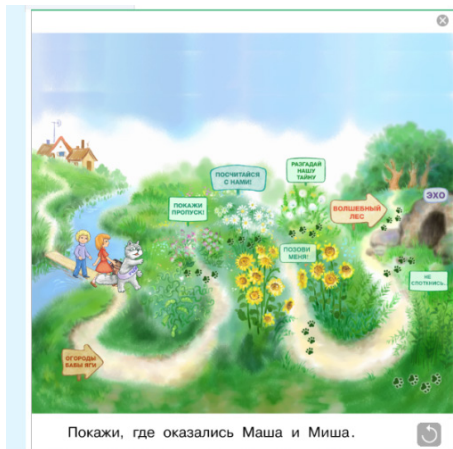 РАЗГАДАЙ
НАШУ
ТАЙНУ
ПОСЧИТАЙСЯ
С НАМИ!
ЭХО
ПОКАЖИ
ПРОПУСК!
ВОЛШЕБНЫЙ
ЛЕС
ПОЗОВИ
МЕНЯ!
НЕ
СПОТКНИСЬ...
ОГОРОДЫ
БАБЫ ЯГИ
Покажи, где оказались Маша и Миша.